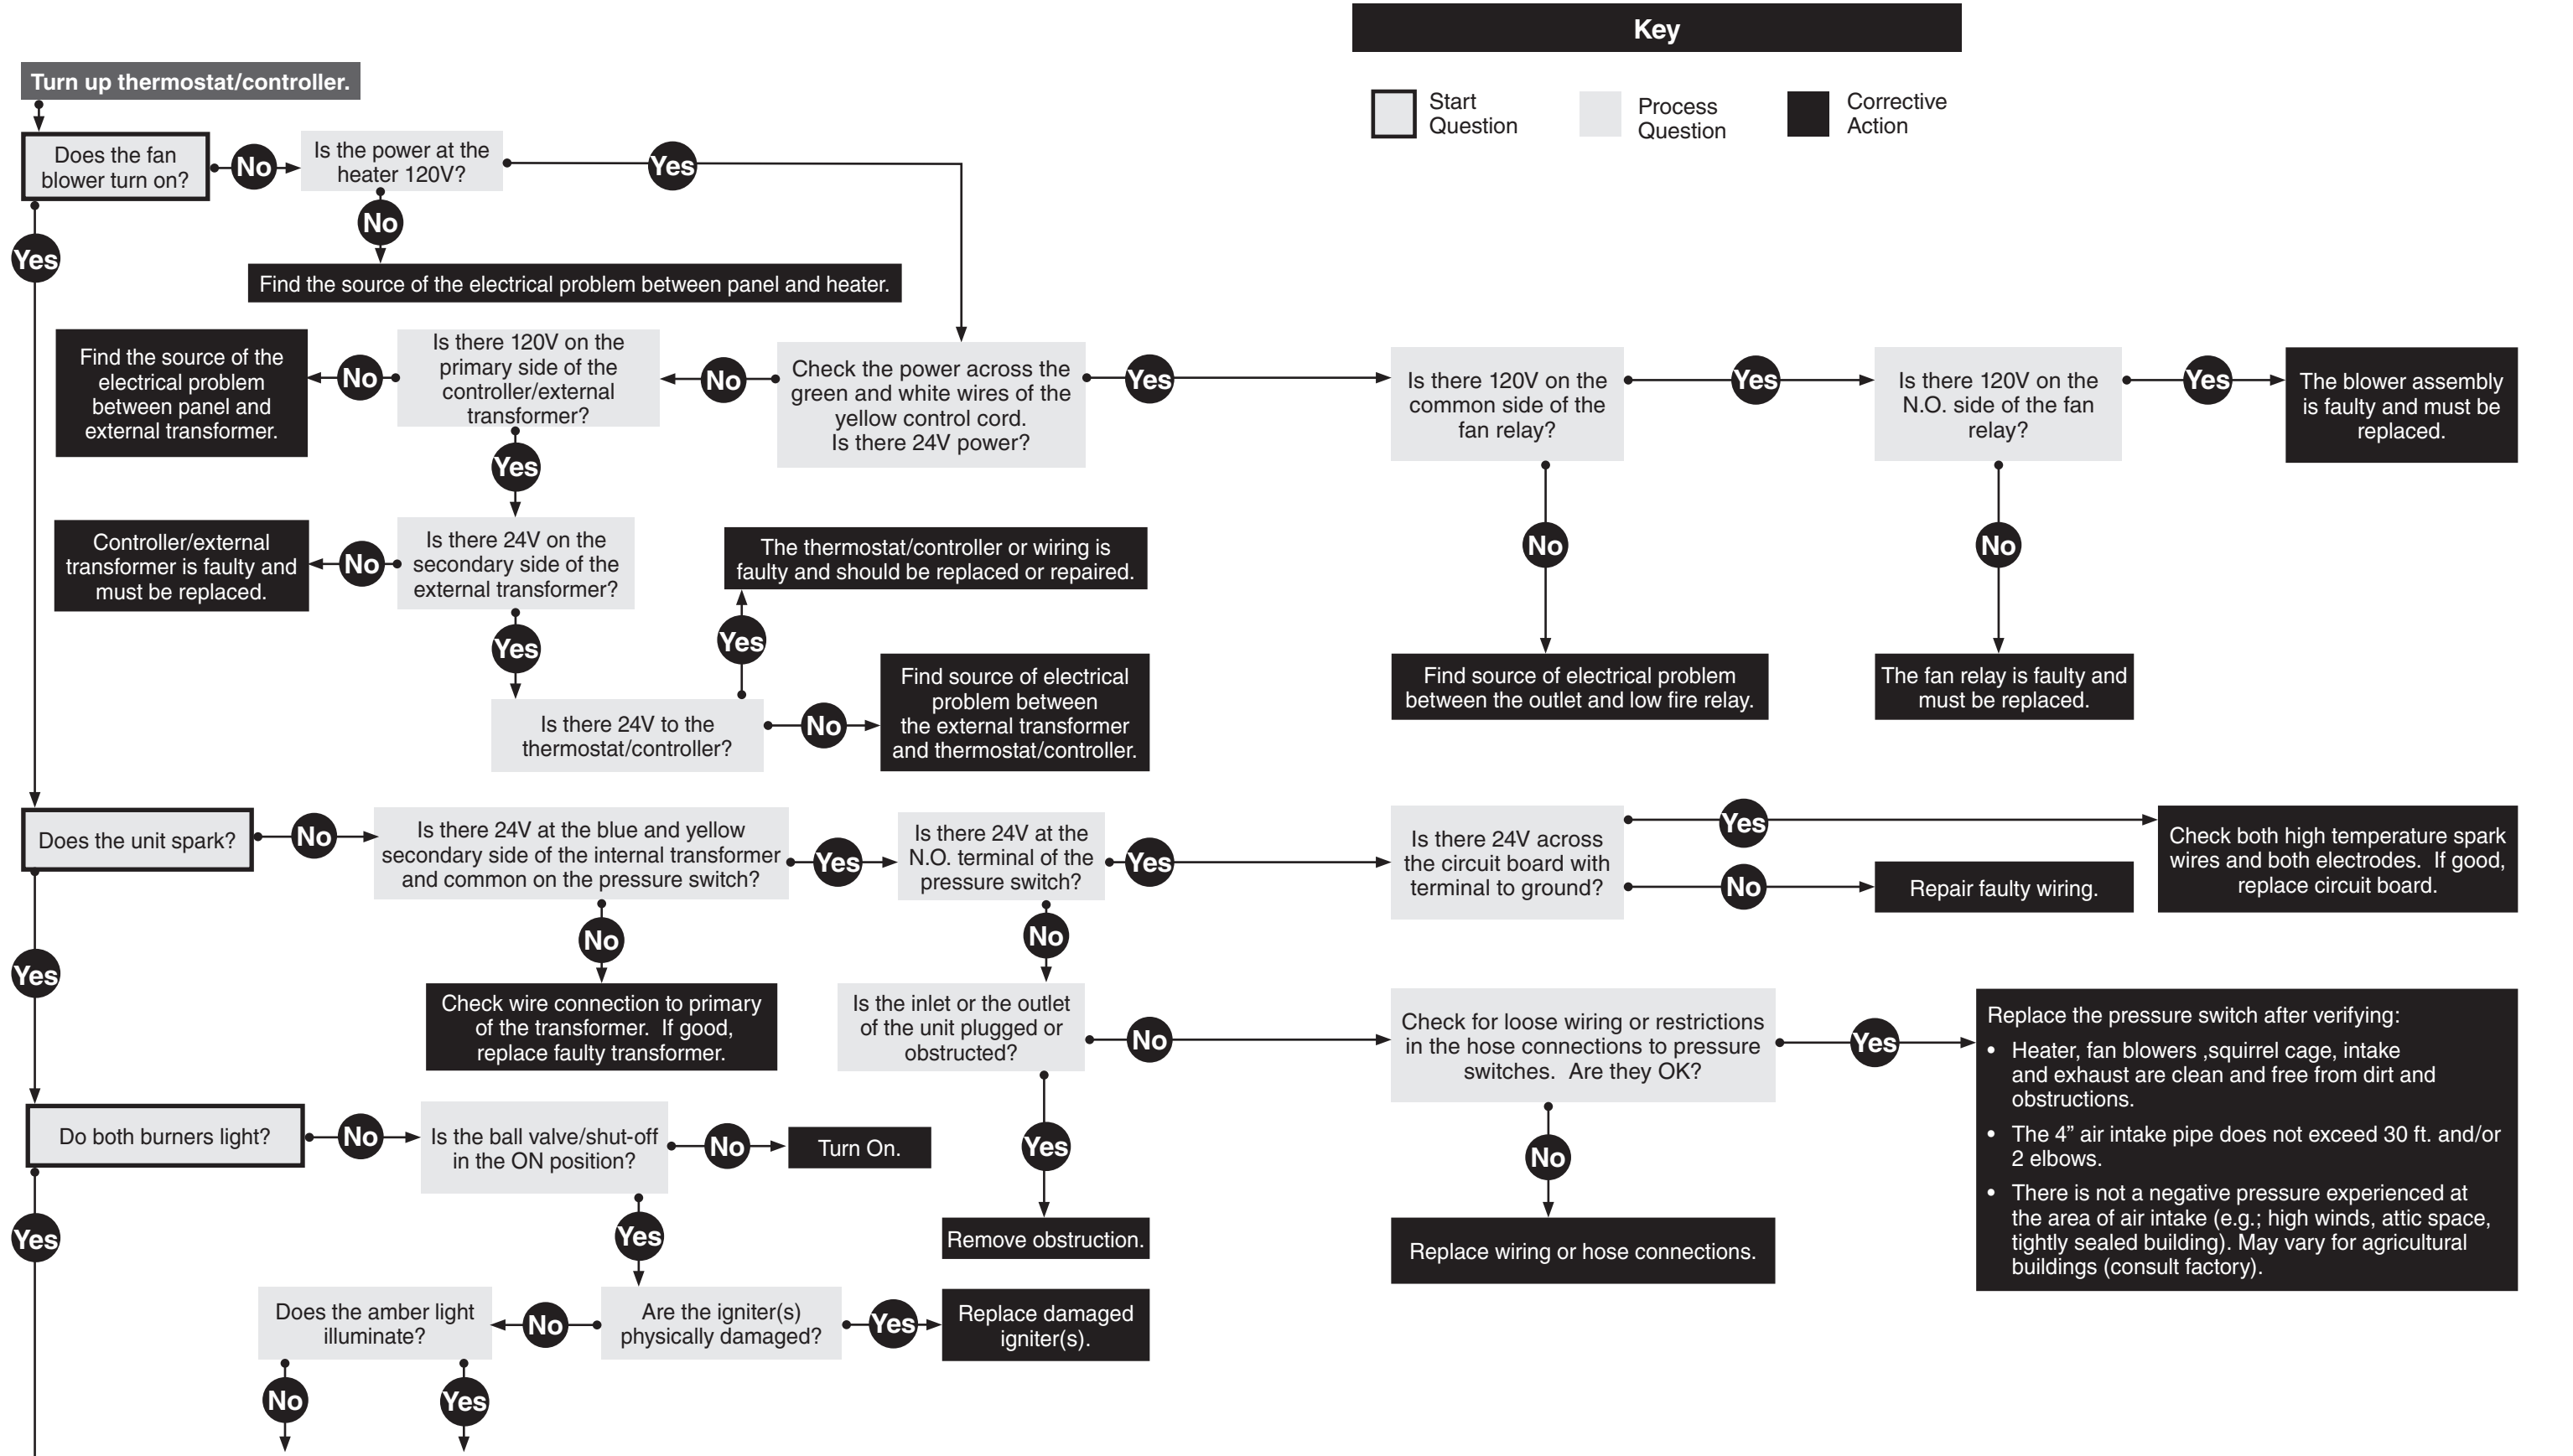 Key
Start
Question
Process
Question
Corrective
Action
Turn up thermostat/controller.
Does the fan
blower turn on?
No
Is the power at the
heater 120V?
Yes
No
Yes
Find the source of the electrical problem between panel and heater.
Find the source of the
electrical problem
between panel and
external transformer.
No
Is there 120V on the
primary side of the
controller/external
transformer?
No
Check the power across the
green and white wires of the
yellow control cord.
Is there 24V power?
Yes
Is there 120V on the
common side of the
fan relay?
Yes
Is there 120V on the
N.O. side of the fan
relay?
Yes
The blower assembly
is faulty and must be
replaced.
Yes
Controller/external
transformer is faulty and
must be replaced.
No
Is there 24V on the
secondary side of the
external transformer?
The thermostat/controller or wiring is
faulty and should be replaced or repaired.
No
No
Yes
Yes
Is there 24V to the
thermostat/controller?
No
Find source of electrical
problem between
the external transformer
and thermostat/controller.
Find source of electrical problem
between the outlet and low fire relay.
The fan relay is faulty and
must be replaced.
Does the unit spark?
No
Is there 24V at the blue and yellow
secondary side of the internal transformer
and common on the pressure switch?
Yes
Is there 24V at the
N.O. terminal of the
pressure switch?
Yes
Is there 24V across
the circuit board with
terminal to ground?
Yes
Check both high temperature spark
wires and both electrodes.  If good,
replace circuit board.
No
Repair faulty wiring.
No
No
Yes
Check wire connection to primary
of the transformer.  If good,
replace faulty transformer.
Is the inlet or the outlet
of the unit plugged or
obstructed?
No
Check for loose wiring or restrictions
in the hose connections to pressure
switches.  Are they OK?
Yes
Replace the pressure switch after verifying:
• Heater, fan blowers ,squirrel cage, intake
and exhaust are clean and free from dirt and
obstructions.
• The 4” air intake pipe does not exceed 30 ft. and/or
2 elbows.
• There is not a negative pressure experienced at
the area of air intake (e.g.; high winds, attic space,
tightly sealed building). May vary for agricultural
buildings (consult factory).
Do both burners light?
No
Is the ball valve/shut-off
in the ON position?
No
Turn On.
Yes
No
Yes
Yes
Remove obstruction.
Replace wiring or hose connections.
Does the amber light
illuminate?
No
Are the igniter(s)
physically damaged?
Yes
Replace damaged
igniter(s).
No
Yes